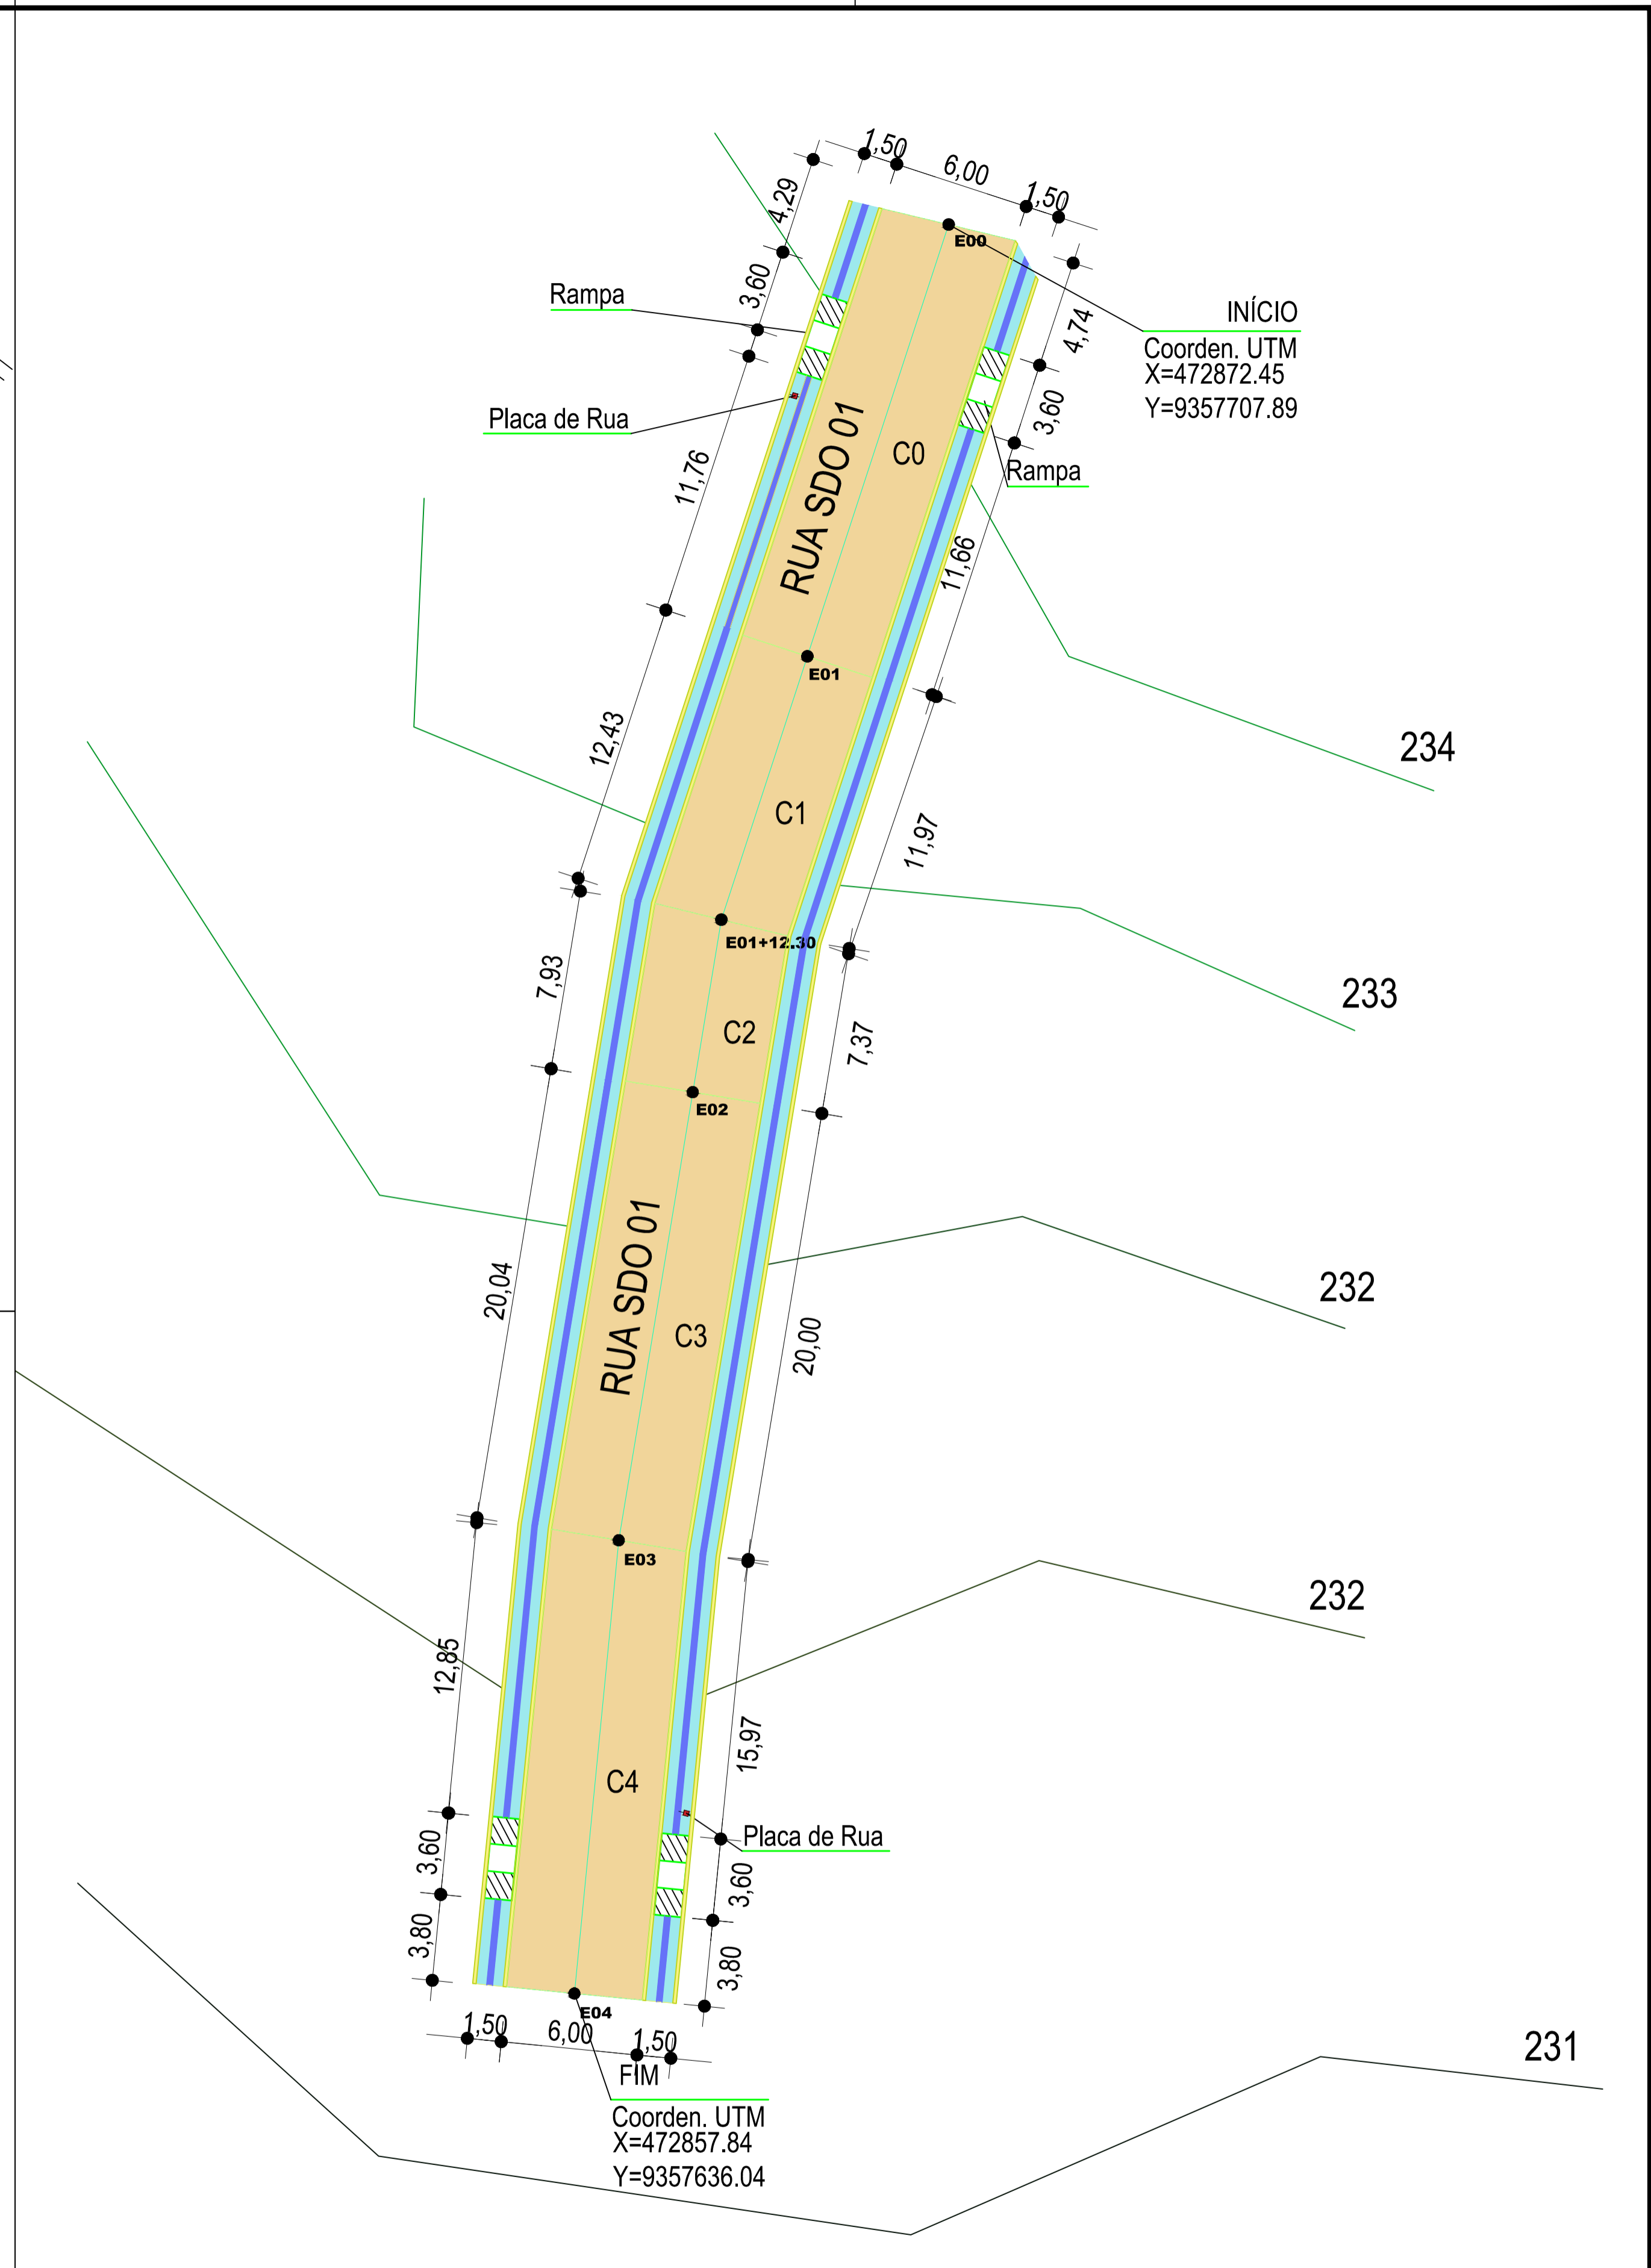 1,50
6,00
1,50
4,29
E00
3,60
Rampa
INÍCIO
4,74
Coorden. UTM
X=472872.45
Y=9357707.89
Placa de Rua
3,60
RUA SDO 01
C0
Rampa
11,76
11,66
E01
12,43
234
C1
11,97
E01+12.30
7,93
233
C2
7,37
E02
20,04
RUA SDO 01
232
C3
20,00
E03
232
12,85
15,97
C4
Placa de Rua
3,60
3,60
3,80
3,80
E04
1,50
6,00
1,50
FIM
231
Coorden. UTM
X=472857.84
Y=9357636.04